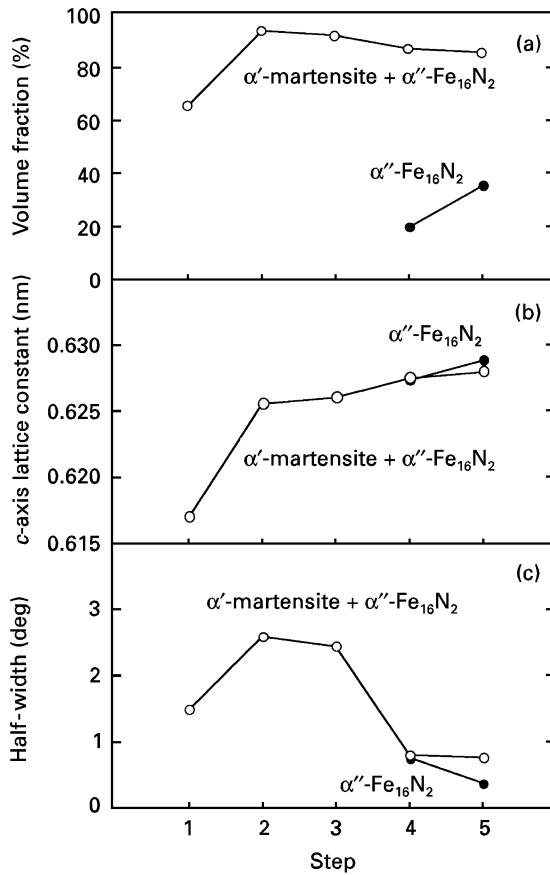 100
80
60
40
20
0
Volume fraction (%)
(a)
α′-martensite + α″-Fe₁₆N₂
α″-Fe₁₆N₂
0.630
0.625
0.620
0.615
c-axis lattice constant (nm)
(b)
α″-Fe₁₆N₂
α′-martensite + α″-Fe₁₆N₂
3
2
1
0
Half-width (deg)
(c)
α′-martensite + α″-Fe₁₆N₂
α″-Fe₁₆N₂
1 2 3 4 5
Step